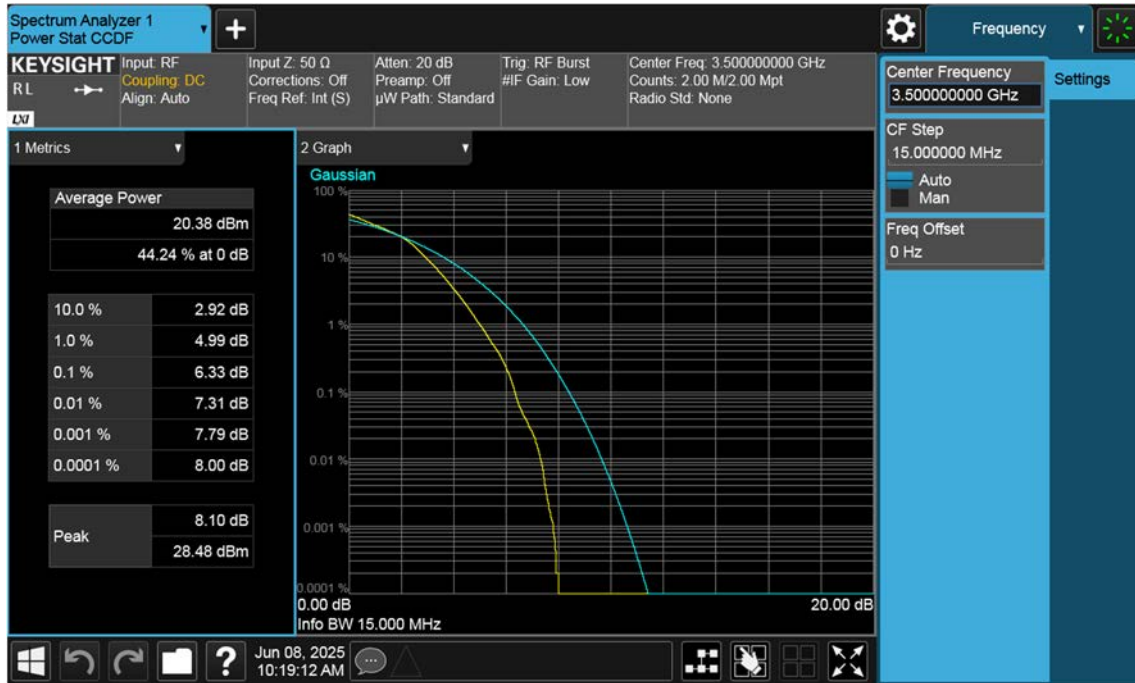 Spectrum Analyzer 1
Power Stat CCDF
Frequency
KEYSIGHT
RL
LXI
Input: RF
Coupling: DC
Align: Auto
Input Z: 50 Ω
Corrections: Off
Freq Ref: Int (S)
Atten: 20 dB
Preamp: Off
µW Path: Standard
Trig: RF Burst
#IF Gain: Low
Center Freq: 3.500000000 GHz
Counts: 2.00 M/2.00 Mpt
Radio Std: None
Center Frequency
3.500000000 GHz
Settings
CF Step
15.000000 MHz
Auto
Man
Freq Offset
0 Hz
1 Metrics
Average Power
20.38 dBm
44.24 % at 0 dB
10.0 % 2.92 dB
1.0 % 4.99 dB
0.1 % 6.33 dB
0.01 % 7.31 dB
0.001 % 7.79 dB
0.0001 % 8.00 dB
Peak
8.10 dB
28.48 dBm
2 Graph
Gaussian
100 %
10 %
1 %
0.1 %
0.01 %
0.001 %
0.0001 %
0.00 dB 20.00 dB
Info BW 15.000 MHz
?
Jun 08, 2025
10:19:12 AM